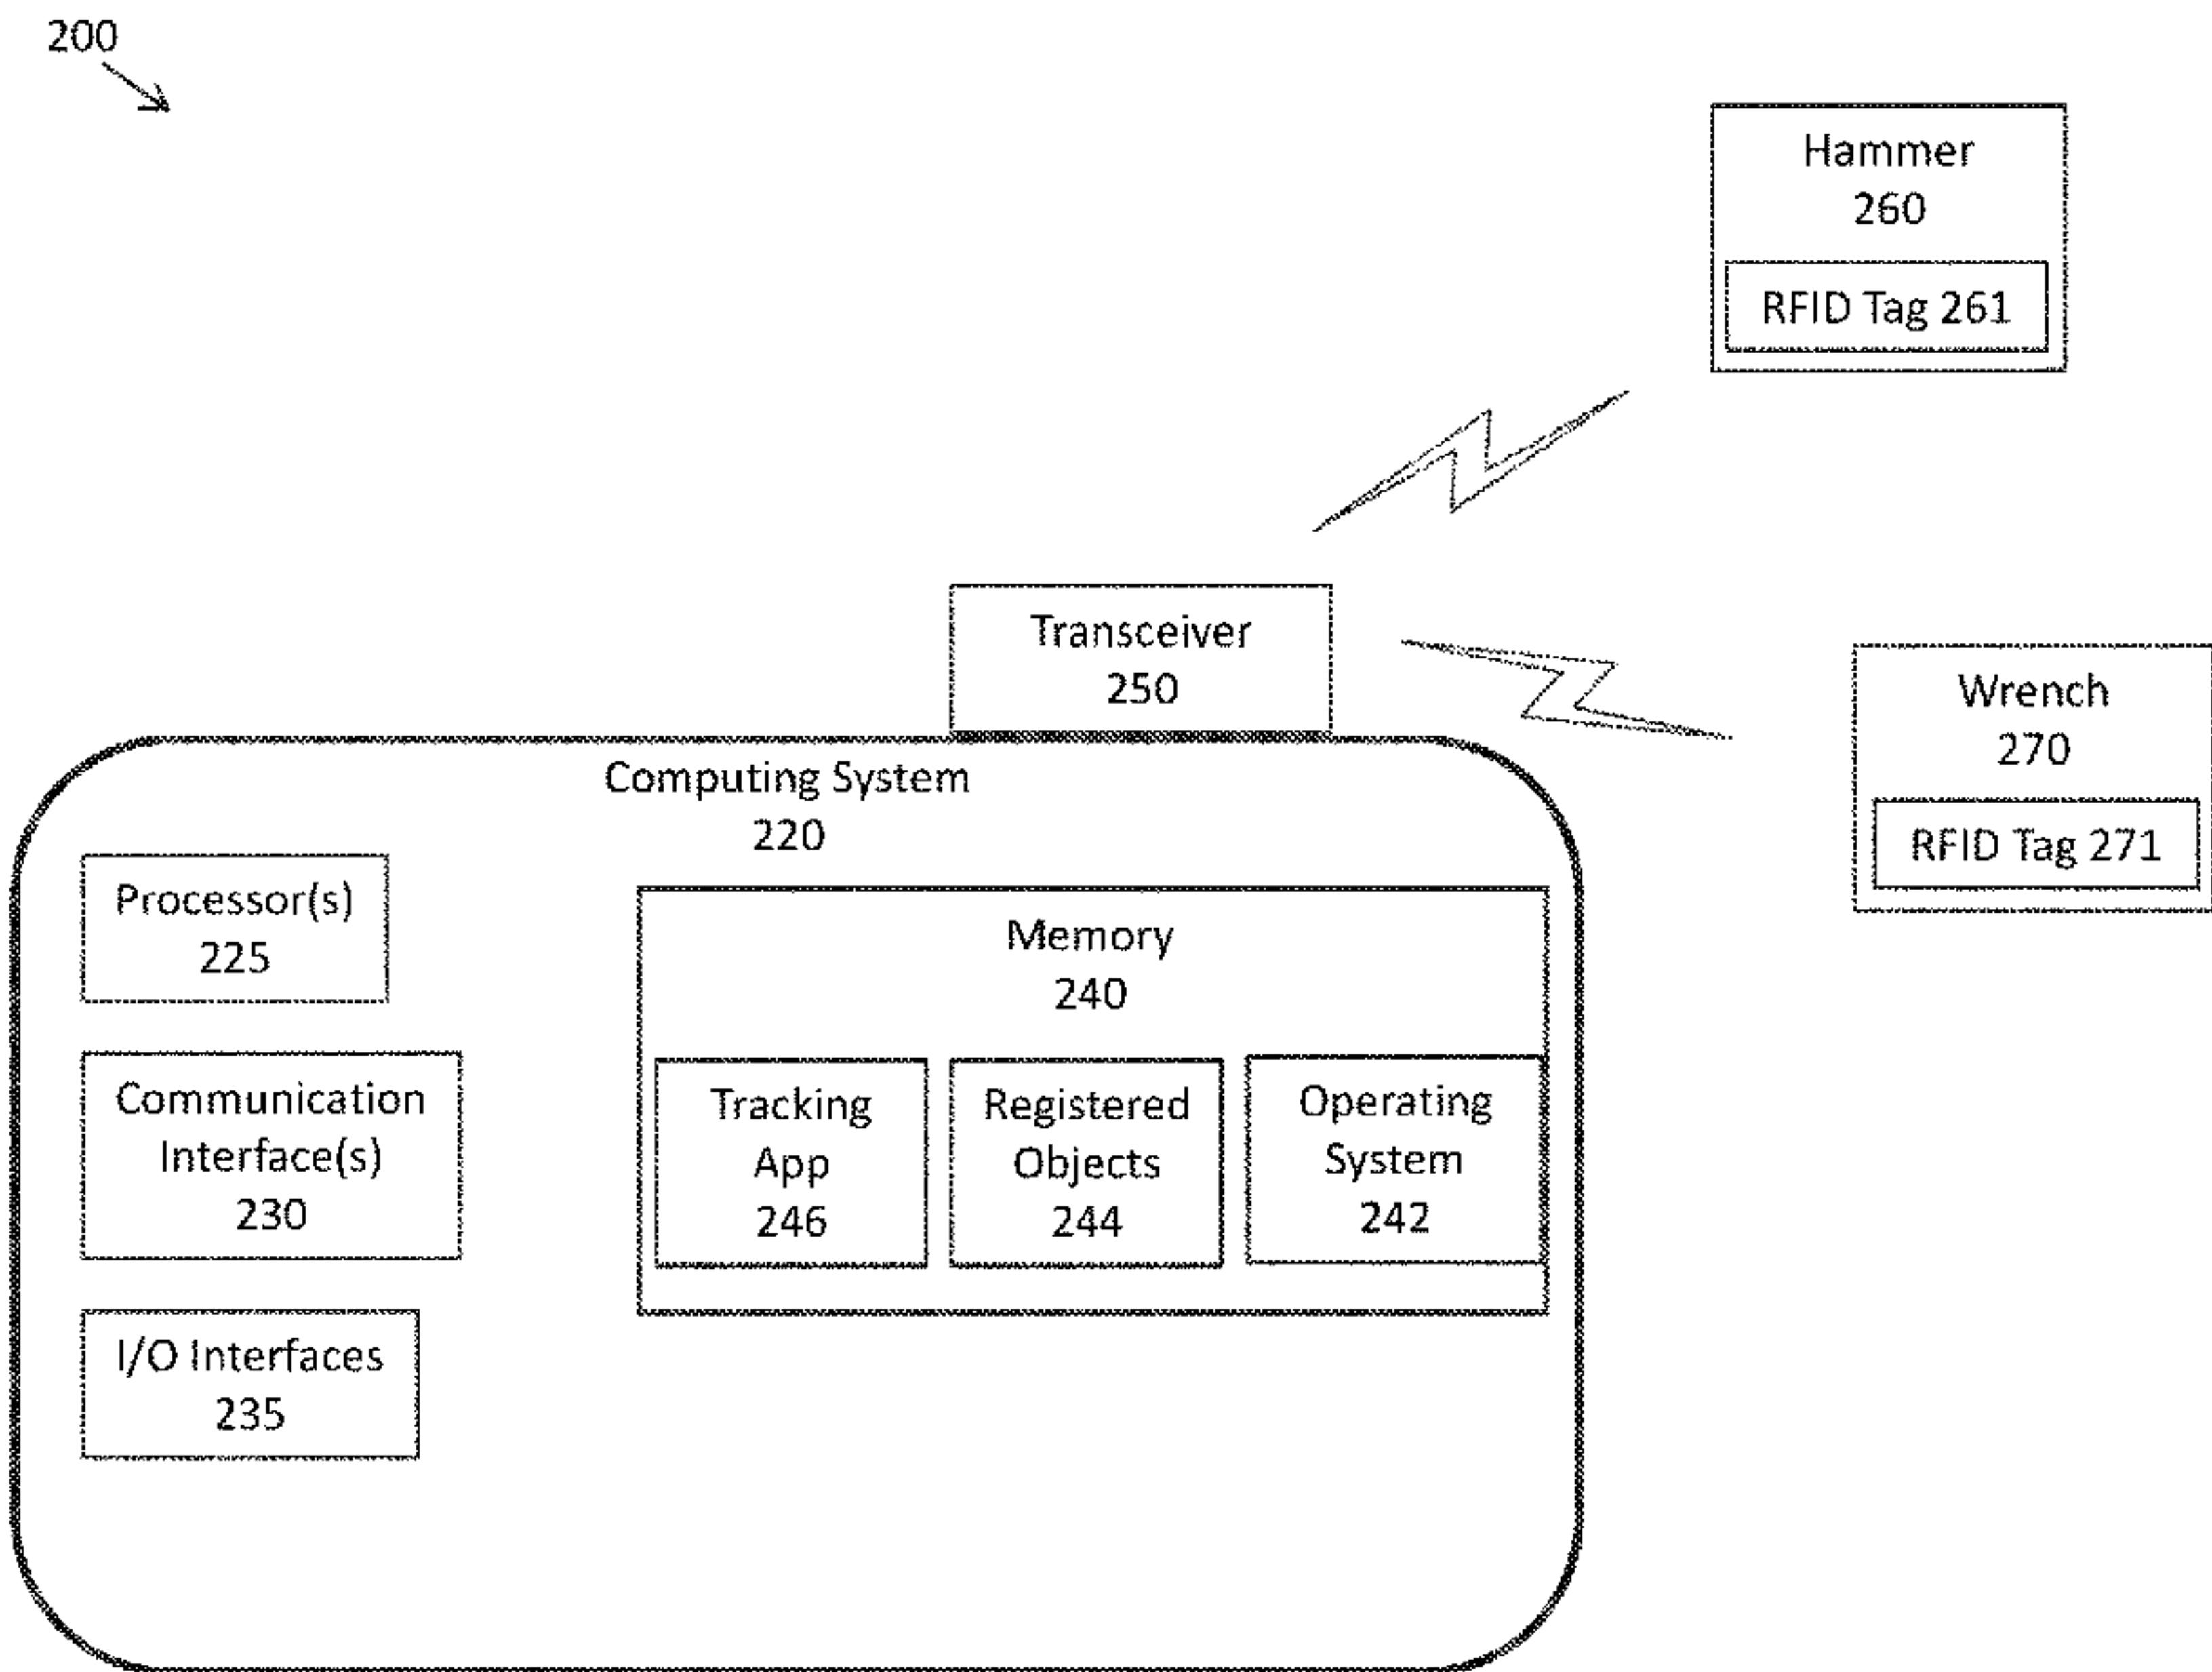 200
Hammer
260
RFID Tag 261
Transceiver
250
Wrench
270
RFID Tag 271
Computing System
220
Processor(s)
225
Memory
240
Communication
Interface(s)
230
Tracking
App
246
Registered
Objects
244
Operating
System
242
I/O Interfaces
235